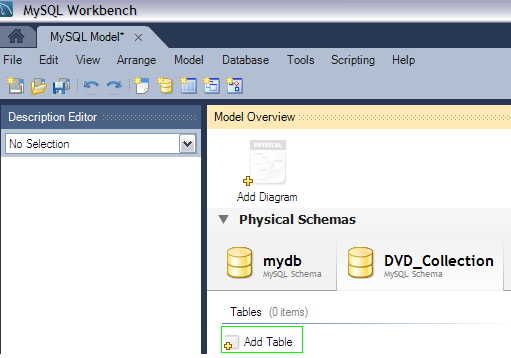 MySQL Workbench
MySQL Model*
File Edit View Arrange Model Database Tools Scripting Help
Description Editor
No Selection
Model Overview
PHYSICAL
Add Diagram
Physical Schemas
mydb
MySQL Schema
DVD_Collection
MySQL Schema
Tables (0 items)
Add Table